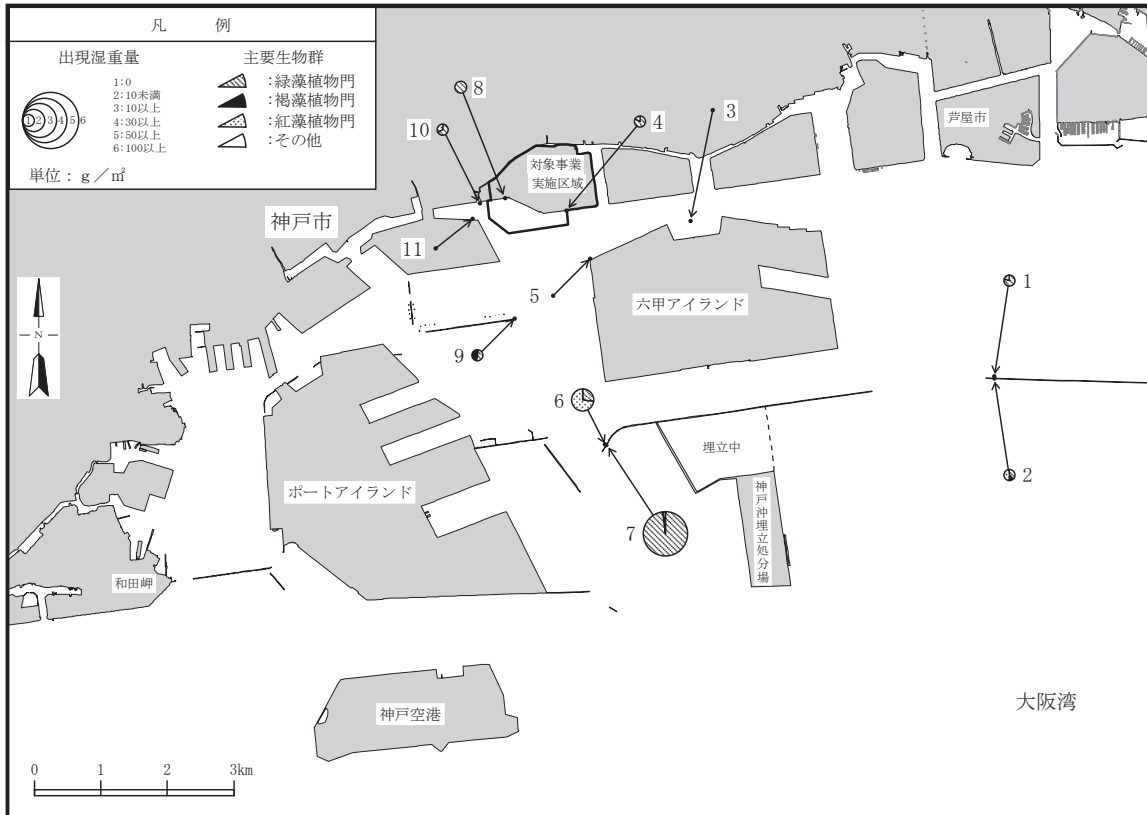 凡　例
出現湿重量
1:0
2:10未満
3:10以上
4:30以上
5:50以上
6:100以上
1 2 3 4 5 6
単位：g／㎡
主要生物群
:緑藻植物門
:褐藻植物門
:紅藻植物門
:その他
8
10
4
3
対象事業
実施区域
芦屋市
神戸市
11
5
六甲アイランド
1
N
9
6
埋立中
2
ポートアイランド
7
神戸沖埋立処分場
和田岬
神戸空港
大阪湾
0 1 2 3km